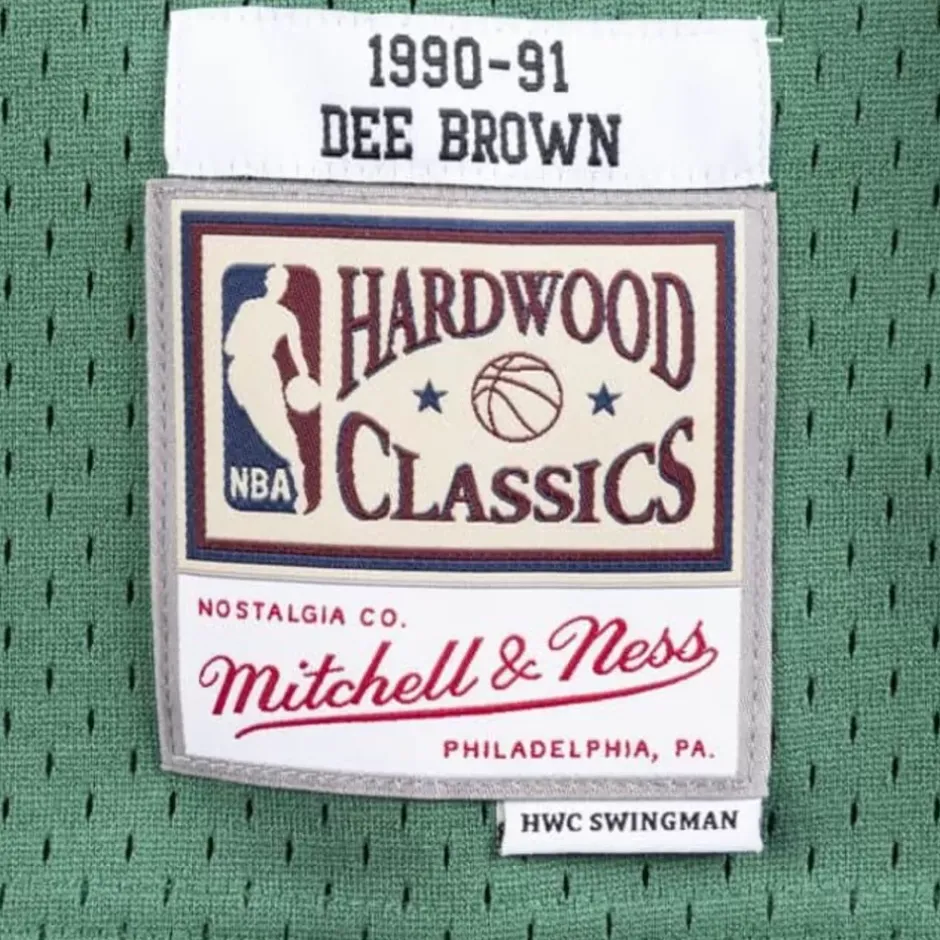 1990-91
DEE BROWN
HARDWOOD
CLASSICS
NBA
NOSTALGIA CO.
Mitchell & Ness
PHILADELPHIA, PA.
HWC SWINGMAN